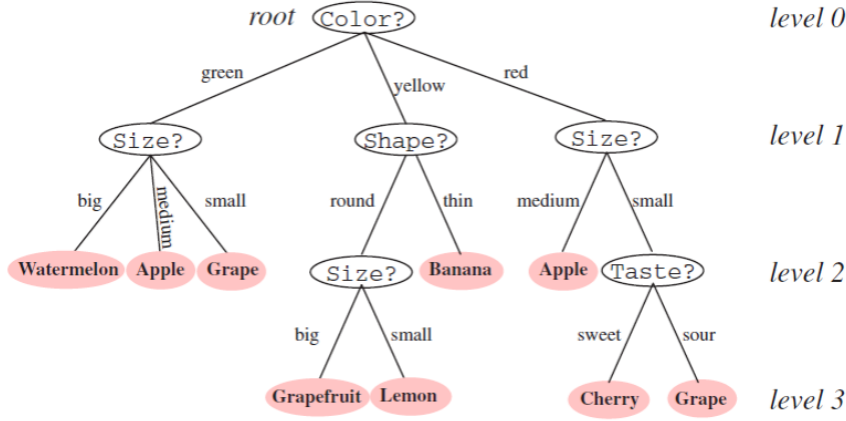 root Color? level 0
green yellow red
Size? Shape? Size? level 1
big medium small round thin medium small
Watermelon Apple Grape Size? Banana Apple Taste? level 2
big small sweet sour
Grapefruit Lemon Cherry Grape level 3